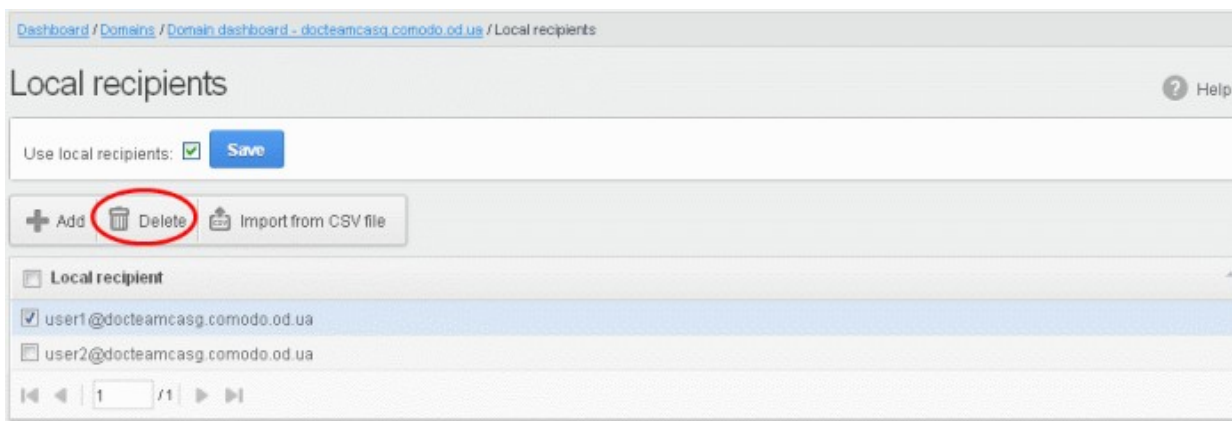 Dashboard / Domains / Domain dashboard - docteamcasg.comodo.od.ua / Local recipients
Local recipients
? Help
Use local recipients: Save
Add Delete Import from CSV file
Local recipient
user1@docteamcasg.comodo.od.ua
user2@docteamcasg.comodo.od.ua
1 /1